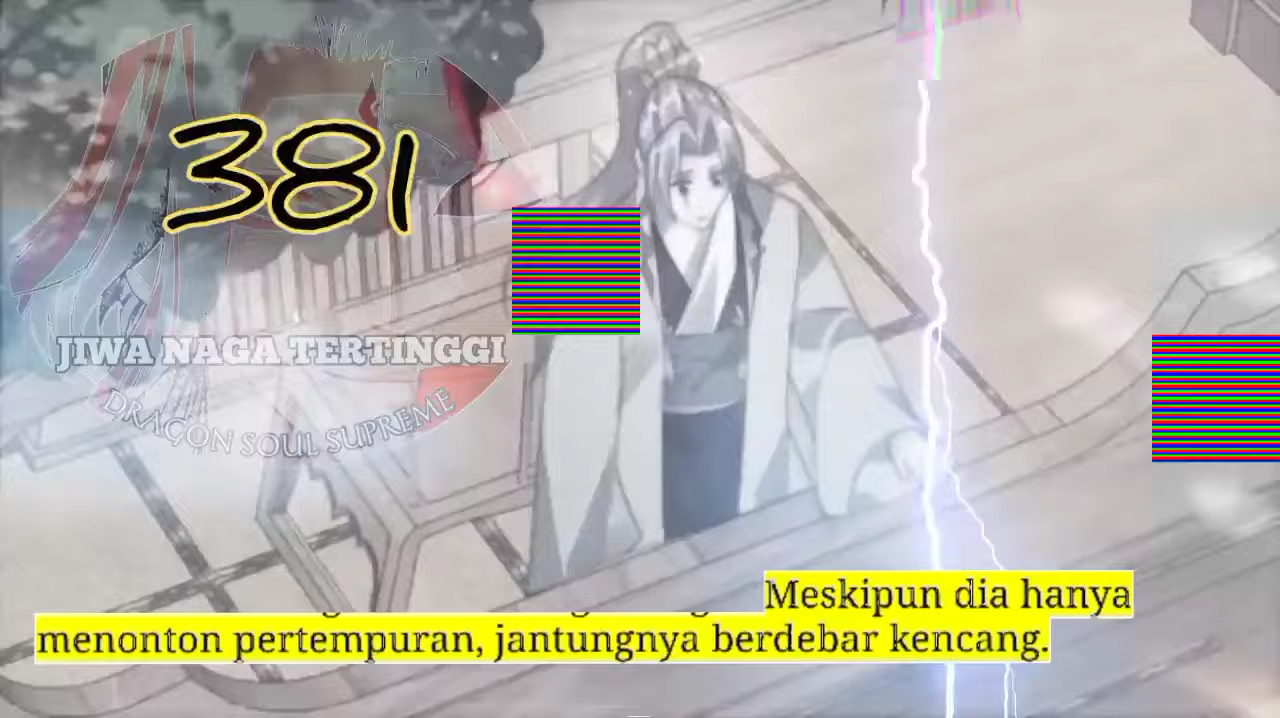 381
JIWA NAGA TERTINGGI
DRAGON SOUL SUPREME
Meskipun dia hanya
menonton pertempuran, jantungnya berdebar kencang.